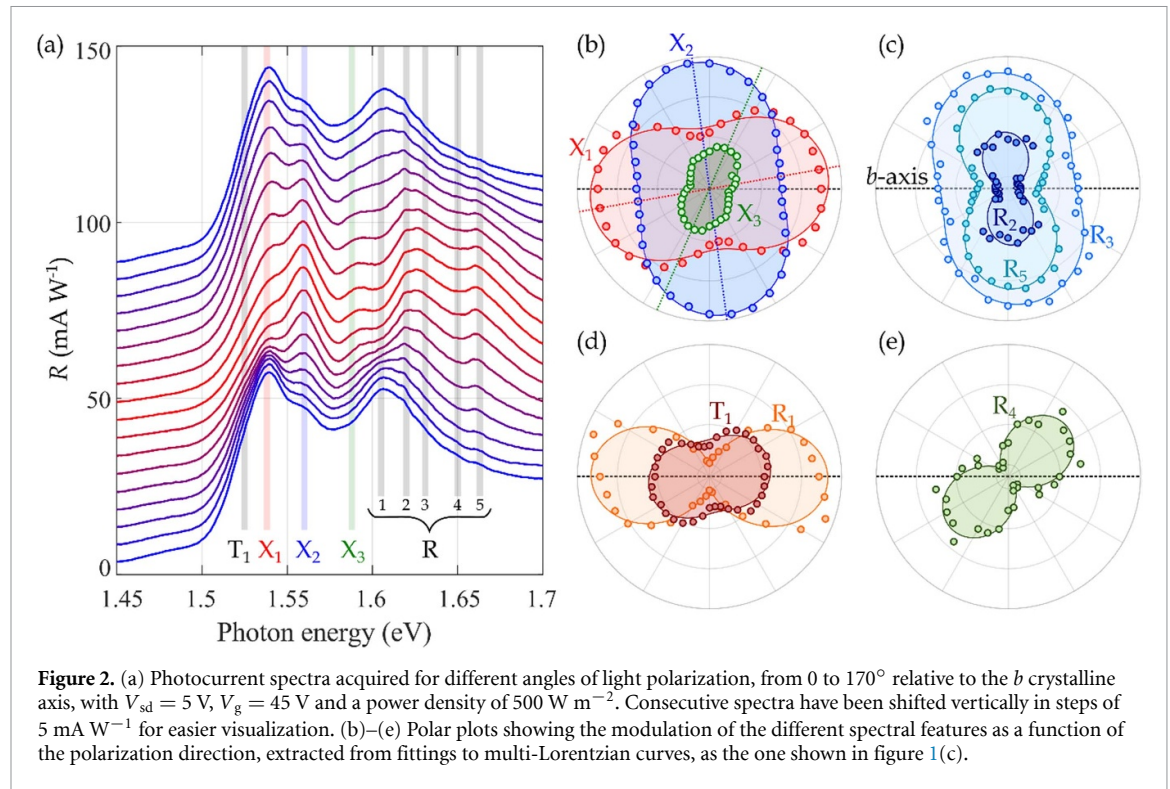 (a)
150
100
50
0
R (mA W⁻¹)
1 2 3 4 5
T₁ X₁ X₂ X₃ R
1.45 1.5 1.55 1.6 1.65 1.7
Photon energy (eV)
(b)
X₂
X₁
X₃
(c)
b-axis
R₂
R₃
R₅
(d)
T₁ R₁
(e)
R₄
Figure 2. (a) Photocurrent spectra acquired for different angles of light polarization, from 0 to 170° relative to the b crystalline
axis, with Vsd = 5 V, Vg = 45 V and a power density of 500 W m⁻². Consecutive spectra have been shifted vertically in steps of
5 mA W⁻¹ for easier visualization. (b)–(e) Polar plots showing the modulation of the different spectral features as a function of
the polarization direction, extracted from fittings to multi-Lorentzian curves, as the one shown in figure 1(c).